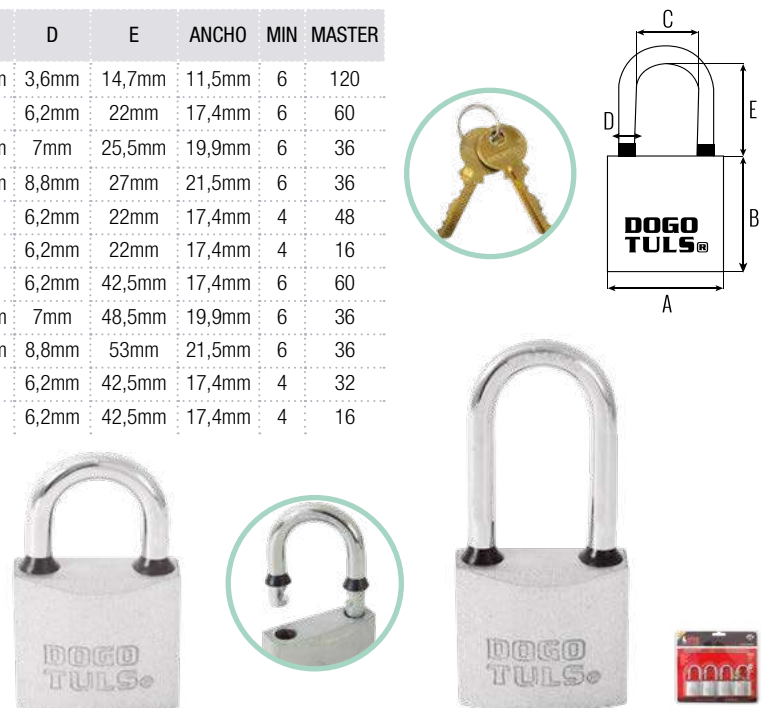 D E ANCHO MIN MASTER
m 3,6mm 14,7mm 11,5mm 6 120
6,2mm 22mm 17,4mm 6 60
m 7mm 25,5mm 19,9mm 6 36
m 8,8mm 27mm 21,5mm 6 36
6,2mm 22mm 17,4mm 4 48
6,2mm 22mm 17,4mm 4 16
6,2mm 42,5mm 17,4mm 6 60
m 7mm 48,5mm 19,9mm 6 36
m 8,8mm 53mm 21,5mm 6 36
6,2mm 42,5mm 17,4mm 4 32
6,2mm 42,5mm 17,4mm 4 16
C
D
E
B
DOGO
TULS®
A
DOGO
TULS®
DOGO
TULS®